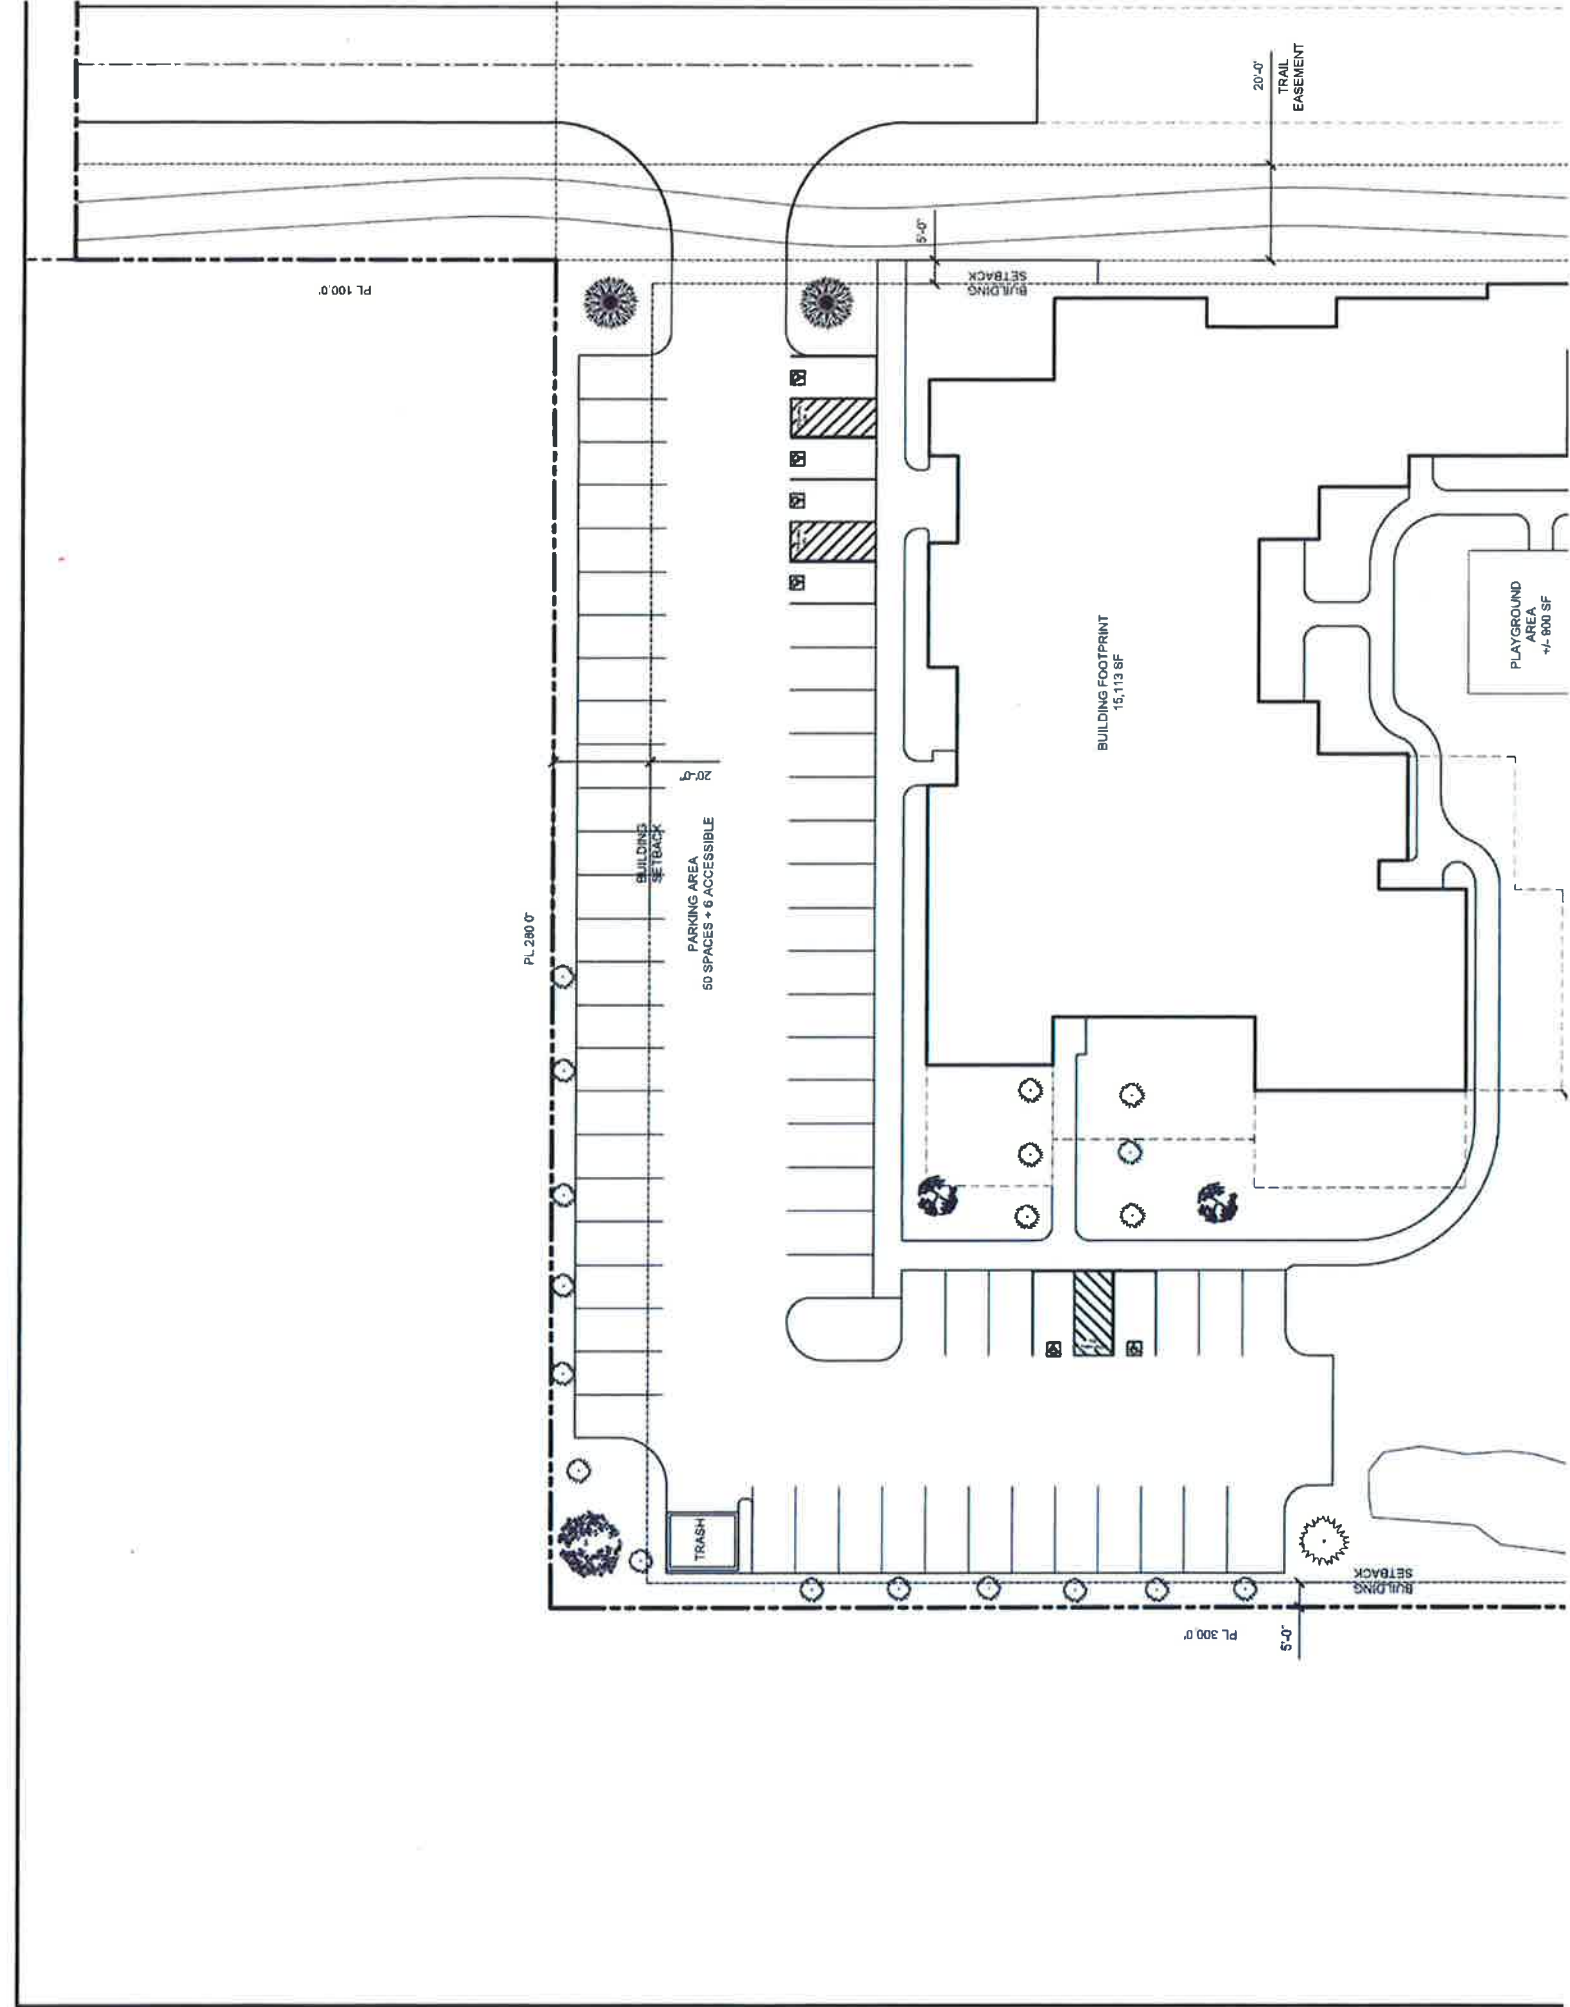 20'-0"
TRAIL
EASEMENT
PL 100.0'
5'-0"
BUILDING
SETBACK
20'-0"
BUILDING
SETBACK
PARKING AREA
50 SPACES + 6 ACCESSIBLE
PL 280.0'
BUILDING FOOTPRINT
15,113 SF
PLAYGROUND
AREA
+/- 900 SF
TRASH
BUILDING
SETBACK
PL 300.0'
5'-0"